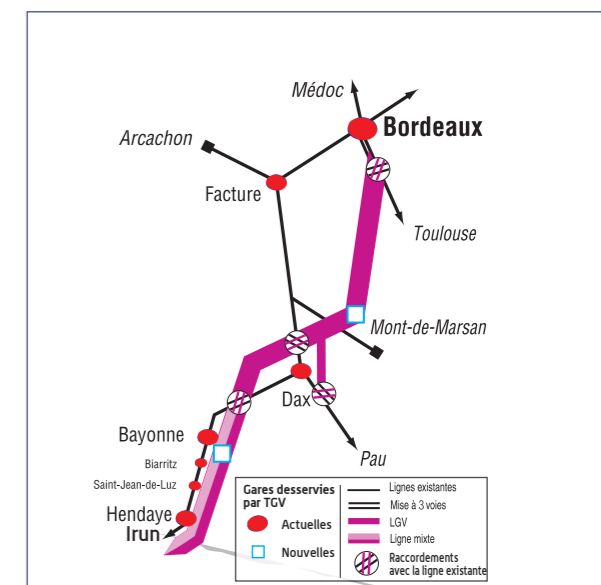 Médoc
Bordeaux
Arcachon
Facture
Toulouse
Mont-de-Marsan
Dax
Bayonne
Pau
Biarritz
Saint-Jean-de-Luz
Hendaye
Irun
Gares desservies
par TGV
Actuelles
Nouvelles
Lignes existantes
Mise à 3 voies
LGV
Ligne mixte
Raccordements
avec la ligne existante